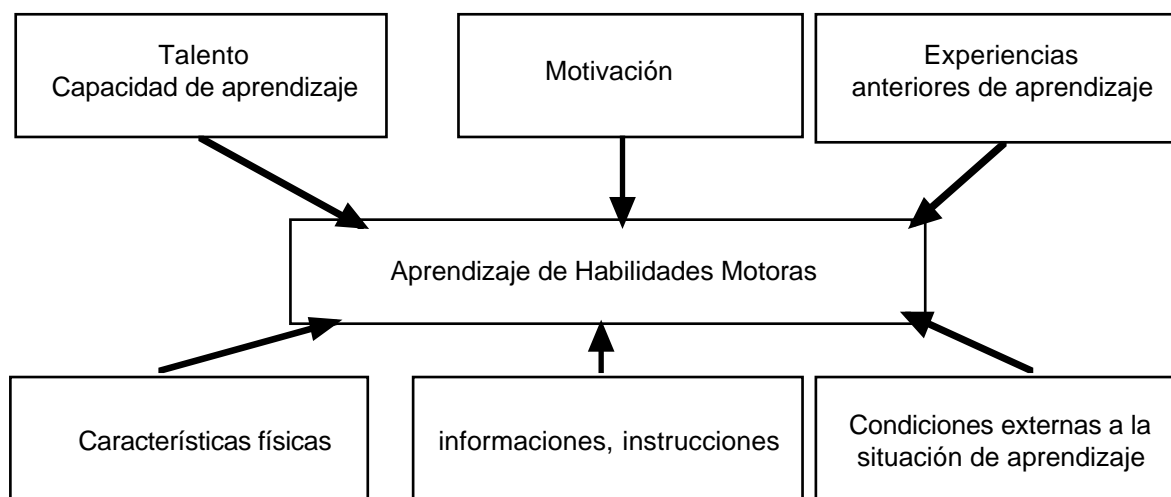 Talento
Capacidad de aprendizaje
Motivación
Experiencias
anteriores de aprendizaje
Aprendizaje de Habilidades Motoras
Características físicas
informaciones, instrucciones
Condiciones externas a la
situación de aprendizaje